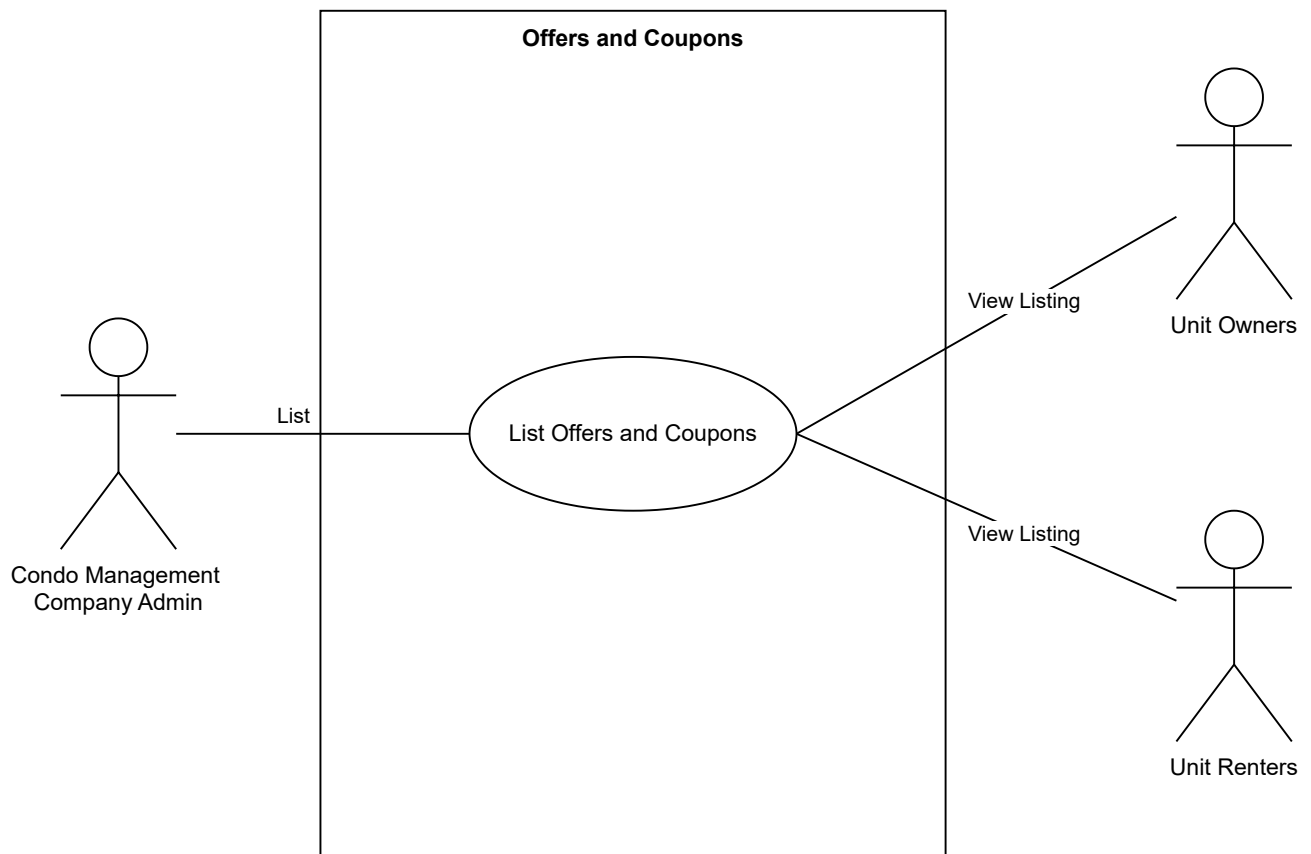 Offers and Coupons
View Listing
Unit Owners
List
List Offers and Coupons
View Listing
Condo Management
Company Admin
Unit Renters